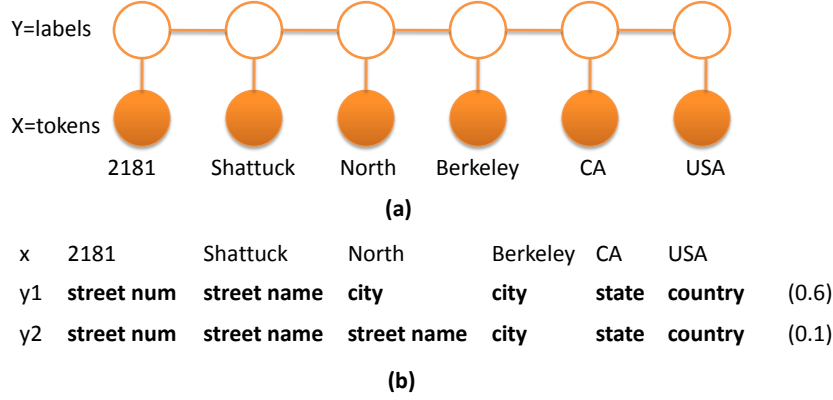 Y=labels
X=tokens
2181 Shattuck North Berkeley CA USA
(a)
x 2181 Shattuck North Berkeley CA USA
y1 street num street name city city state country (0.6)
y2 street num street name street name city state country (0.1)
(b)